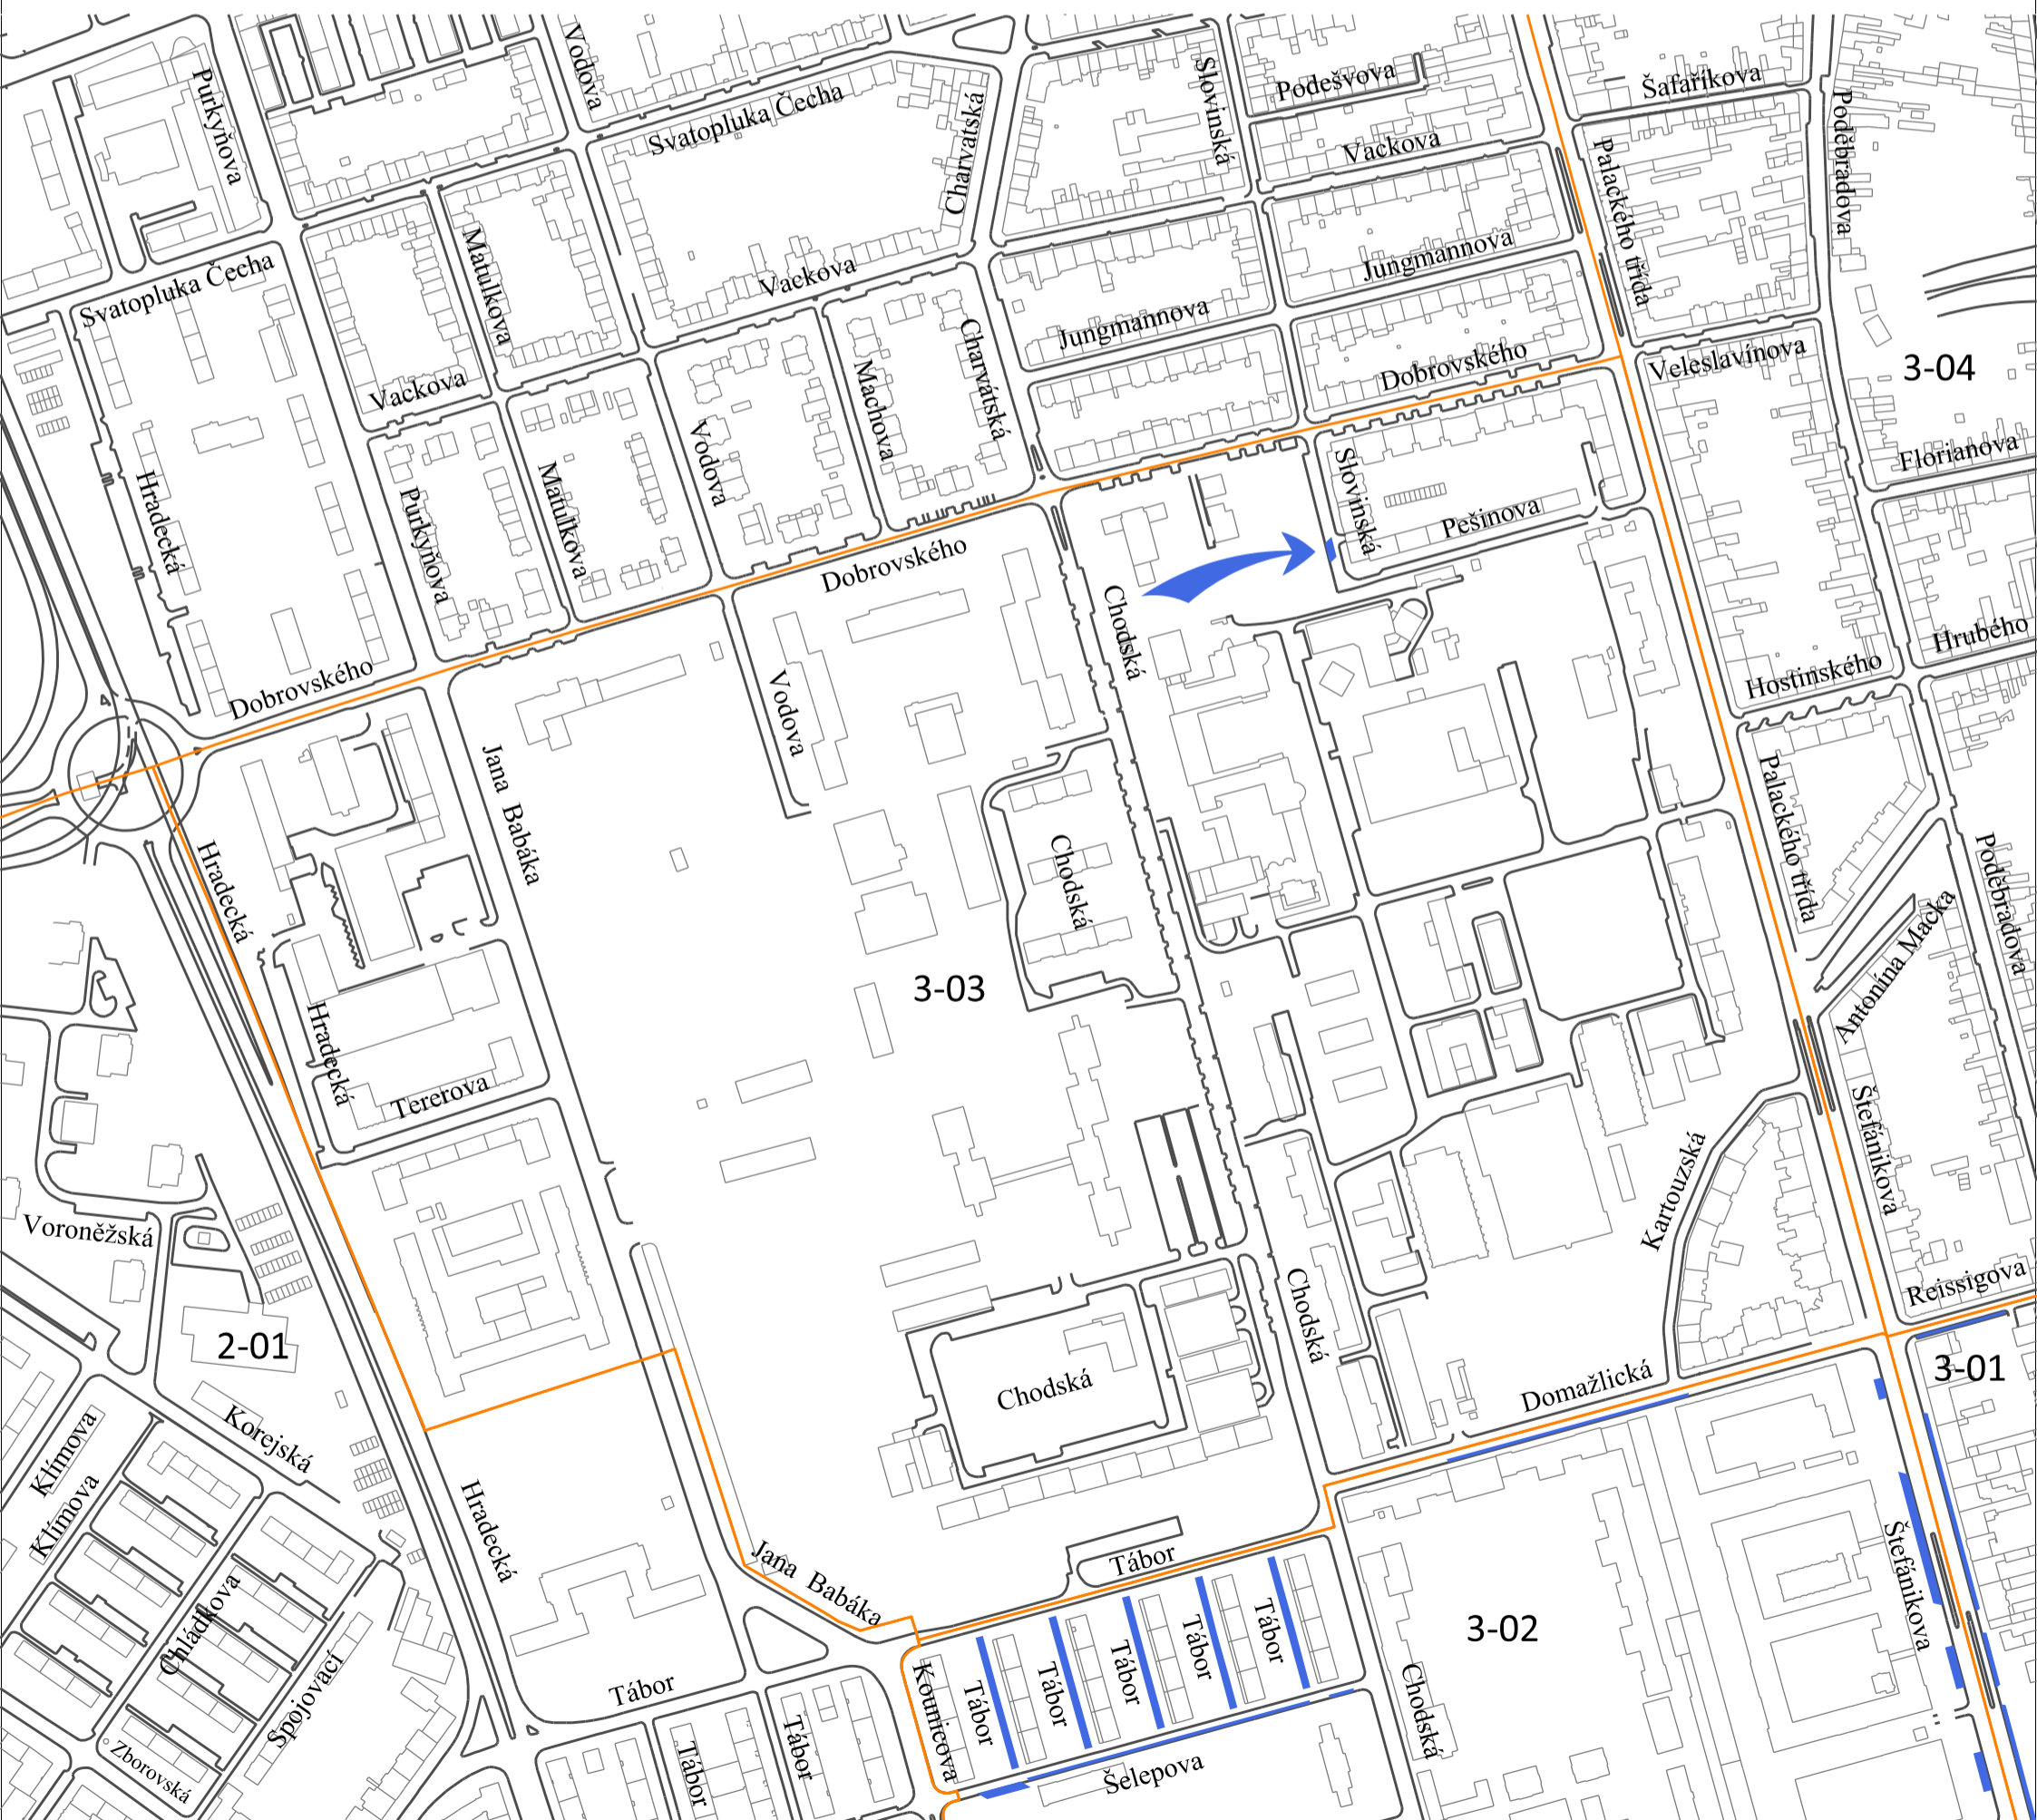 Vodova
Purkyňova
Svatopluka Čecha
Charvatská
Slovinská
Podešvova
Vackova
Šafaříkova
Palackého třída
Poděbradova
Svatopluka Čecha
Matulkova
Vackova
Jungmannova
Jungmannova
Charvatská
Machova
Vackova
Dobrovského
Veleslavínova
3-04
Florianova
Hradecká
Purkyňova
Matulkova
Vodova
Slovinská
Pešinova
Dobrovského
Chodská
Hrubého
Hostinského
Dobrovského
Vodova
Jana Babáka
Palackého třída
Poděbradova
Hradecká
Chodská
Antonína Macka
3-03
Hradecká
Tererova
Štefánikova
Kartouzská
Voroněžská
Chodská
Reissigova
2-01
3-01
Domažlická
Chodská
Korejská
Klímova
Klímova
Hradecká
Štefánikova
Jana Babáka
Tábor
3-02
Chládkova
Spojovací
Zborovská
Tábor
Kounicova
Tábor
Tábor
Tábor
Tábor
Tábor
Chodská
Tábor
Tábor
Šelepova